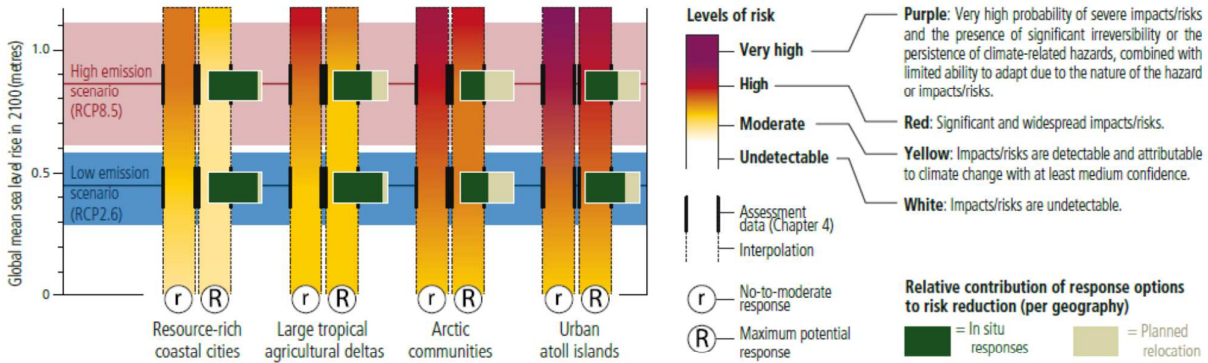 Global mean sea level rise in 2100 (metres)
1.0
0.5
0
High emission
scenario
(RCP8.5)
Low emission
scenario
(RCP2.6)
r R r R r R r R
Resource-rich
coastal cities
Large tropical
agricultural deltas
Arctic
communities
Urban
atoll islands
Levels of risk
Very high
High
Moderate
Undetectable
Purple: Very high probability of severe impacts/risks
and the presence of significant irreversibility or the
persistence of climate-related hazards, combined with
limited ability to adapt due to the nature of the hazard
or impacts/risks.
Red: Significant and widespread impacts/risks.
Yellow: Impacts/risks are detectable and attributable
to climate change with at least medium confidence.
White: Impacts/risks are undetectable.
Assessment
data (Chapter 4)
Interpolation
r
No-to-moderate
response
R
Maximum potential
response
Relative contribution of response options
to risk reduction (per geography)
= In situ
responses
= Planned
relocation